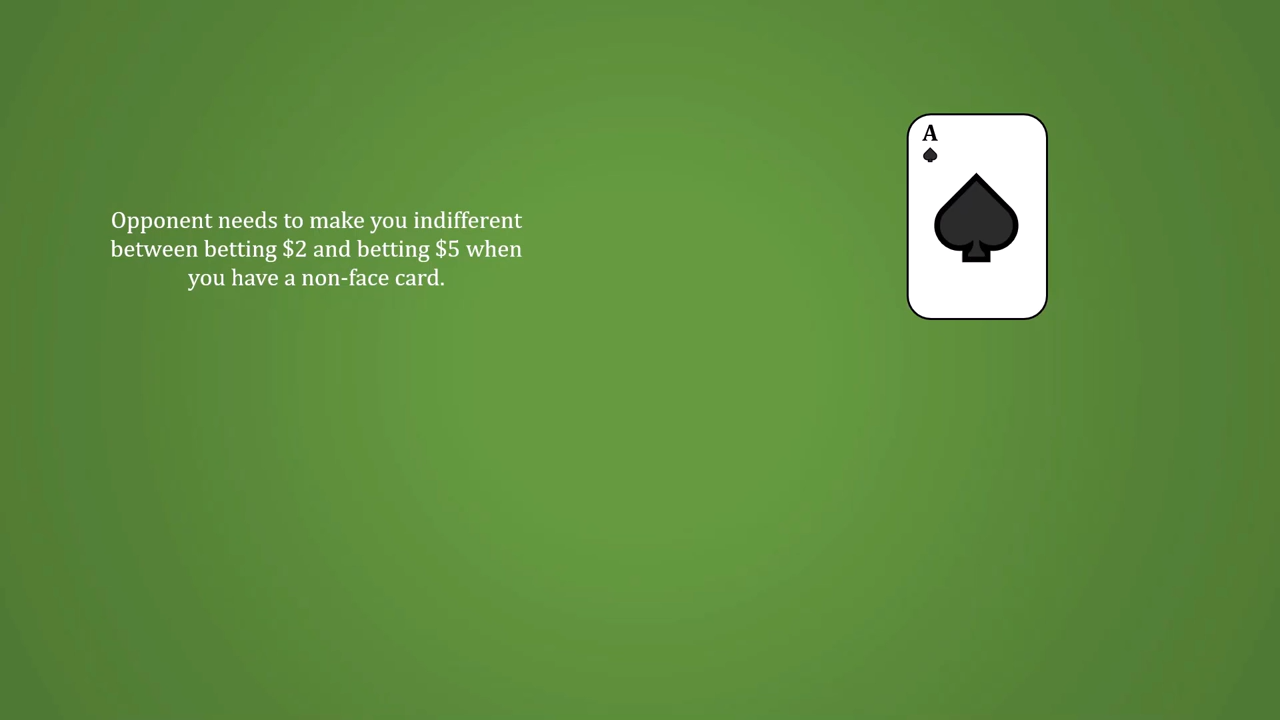 Opponent needs to make you indifferent
between betting $2 and betting $5 when
you have a non-face card.
A